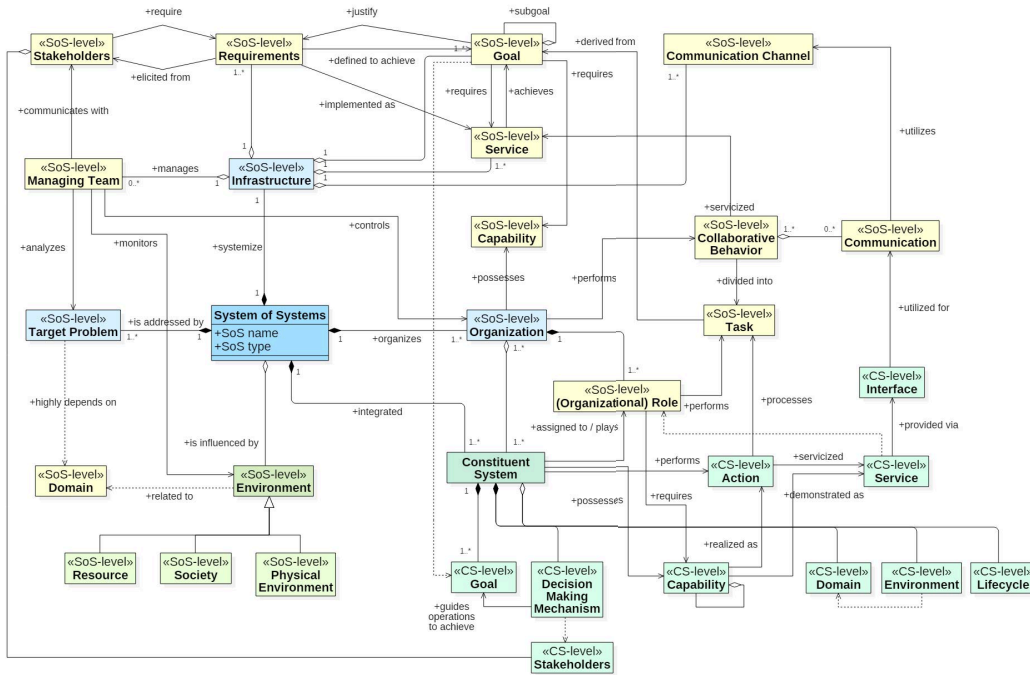 +subgoal
+require
+justify
«SoS-level»
Stakeholders
«SoS-level»
Requirements
«SoS-level»
Goal
«SoS-level»
Communication Channel
+derived from
1..*
+elicited from
1..*
+defined to achieve
+requires
+requires
+achieves
+communicates with
+implemented as
+utilizes
«SoS-level»
Service
1..*
«SoS-level»
Managing Team
+manages
0..*
1
«SoS-level»
Infrastructure
1
1
1
1
1
1
+servicized
+analyzes
+monitors
+systemize
+controls
«SoS-level»
Capability
«SoS-level»
Collaborative
Behavior
1..*
0..*
«SoS-level»
Communication
+possesses
+performs
+divided into
1
+utilized for
«SoS-level»
Target Problem
+is addressed by
1..*
1
System of Systems
+SoS name
+SoS type
1
+organizes
1..*
«SoS-level»
Organization
1
1..*
«SoS-level»
Task
1
1..*
«CS-level»
Interface
+highly depends on
+integrated
«SoS-level»
(Organizational) Role
+performs
+processes
+is influenced by
1..*
1..*
+assigned to / plays
+provided via
«SoS-level»
Domain
+related to
«SoS-level»
Environment
Constituent
System
1
+performs
«CS-level»
Action
+servicized
«CS-level»
Service
+possesses
+requires
+demonstrated as
+realized as
«SoS-level»
Resource
«SoS-level»
Society
«SoS-level»
Physical
Environment
1..*
«CS-level»
Goal
«CS-level»
Decision
Making
Mechanism
«CS-level»
Capability
«CS-level»
Domain
«CS-level»
Environment
«CS-level»
Lifecycle
+guides
operations
to achieve
«CS-level»
Stakeholders